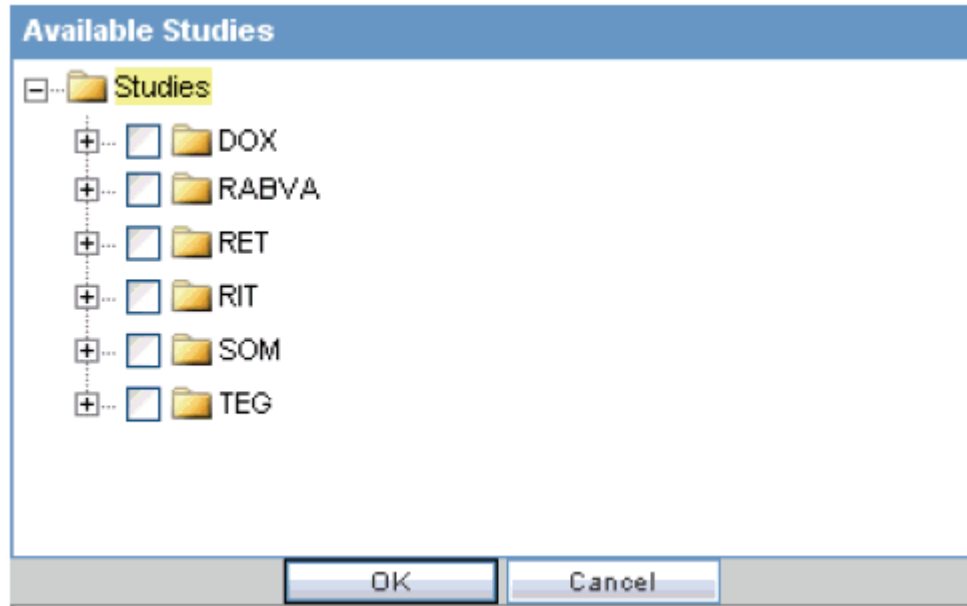 Available Studies
Studies
DOX
RABVA
RET
RIT
SOM
TEG
OK Cancel